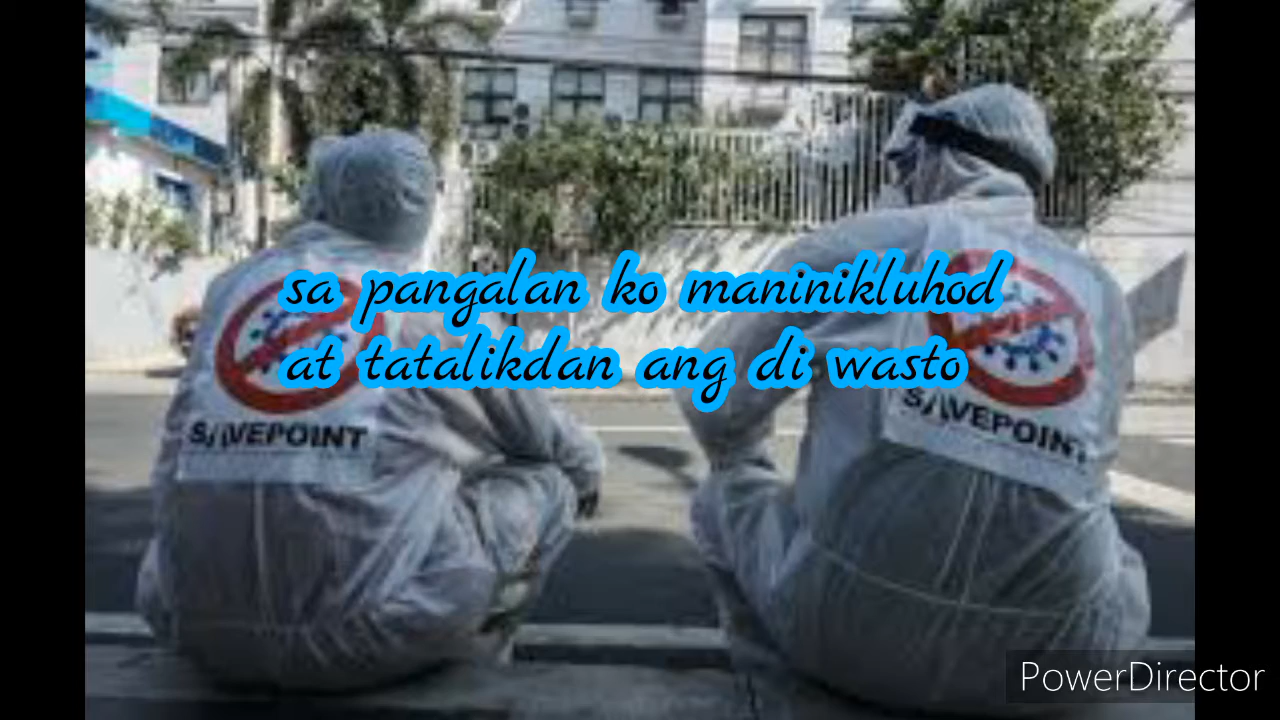 sa pangalan ko maninikluhod
at tatalikdan ang di wasto
SAVEPOINT
SAVEPOINT
PowerDirector